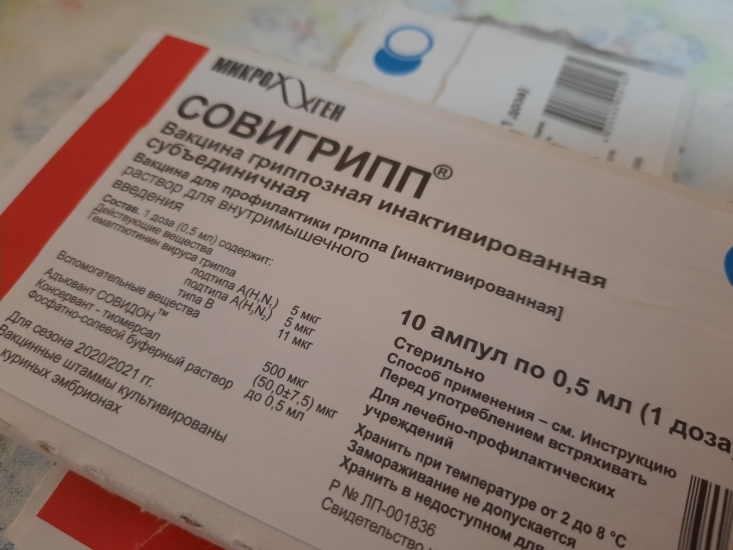 МИКРОГЕН
СОВИГРИПП®
Вакцина гриппозная инактивированная
субъединичная
Вакцина для профилактики гриппа [инактивированная]
раствор для внутримышечного
введения
Состав. 1 доза (0,5 мл) содержит:
Действующие вещества
Гемагглютинин вируса гриппа
подтипа A(H₁N₁) 5 мкг
подтипа A(H₃N₂) 5 мкг
типа B 11 мкг
Вспомогательные вещества
Адъювант СОВИДОН™ 500 мкг
Консервант - тиомерсал (50,0±7,5) мкг
Фосфатно-солевой буферный раствор до 0,5 мл
Для сезона 2020/2021 гг.
Вакцинные штаммы культивированы
куриных эмбрионах
10 ампул по 0,5 мл (1 доза
Стерильно
Способ применения – см. Инструкцию
Перед употреблением встряхивать
Для лечебно-профилактических
учреждений
Хранить при температуре от 2 до 8 °C
Замораживание не допускается
Хранить в недоступном для
Р № ЛП-001836
Свидетельство